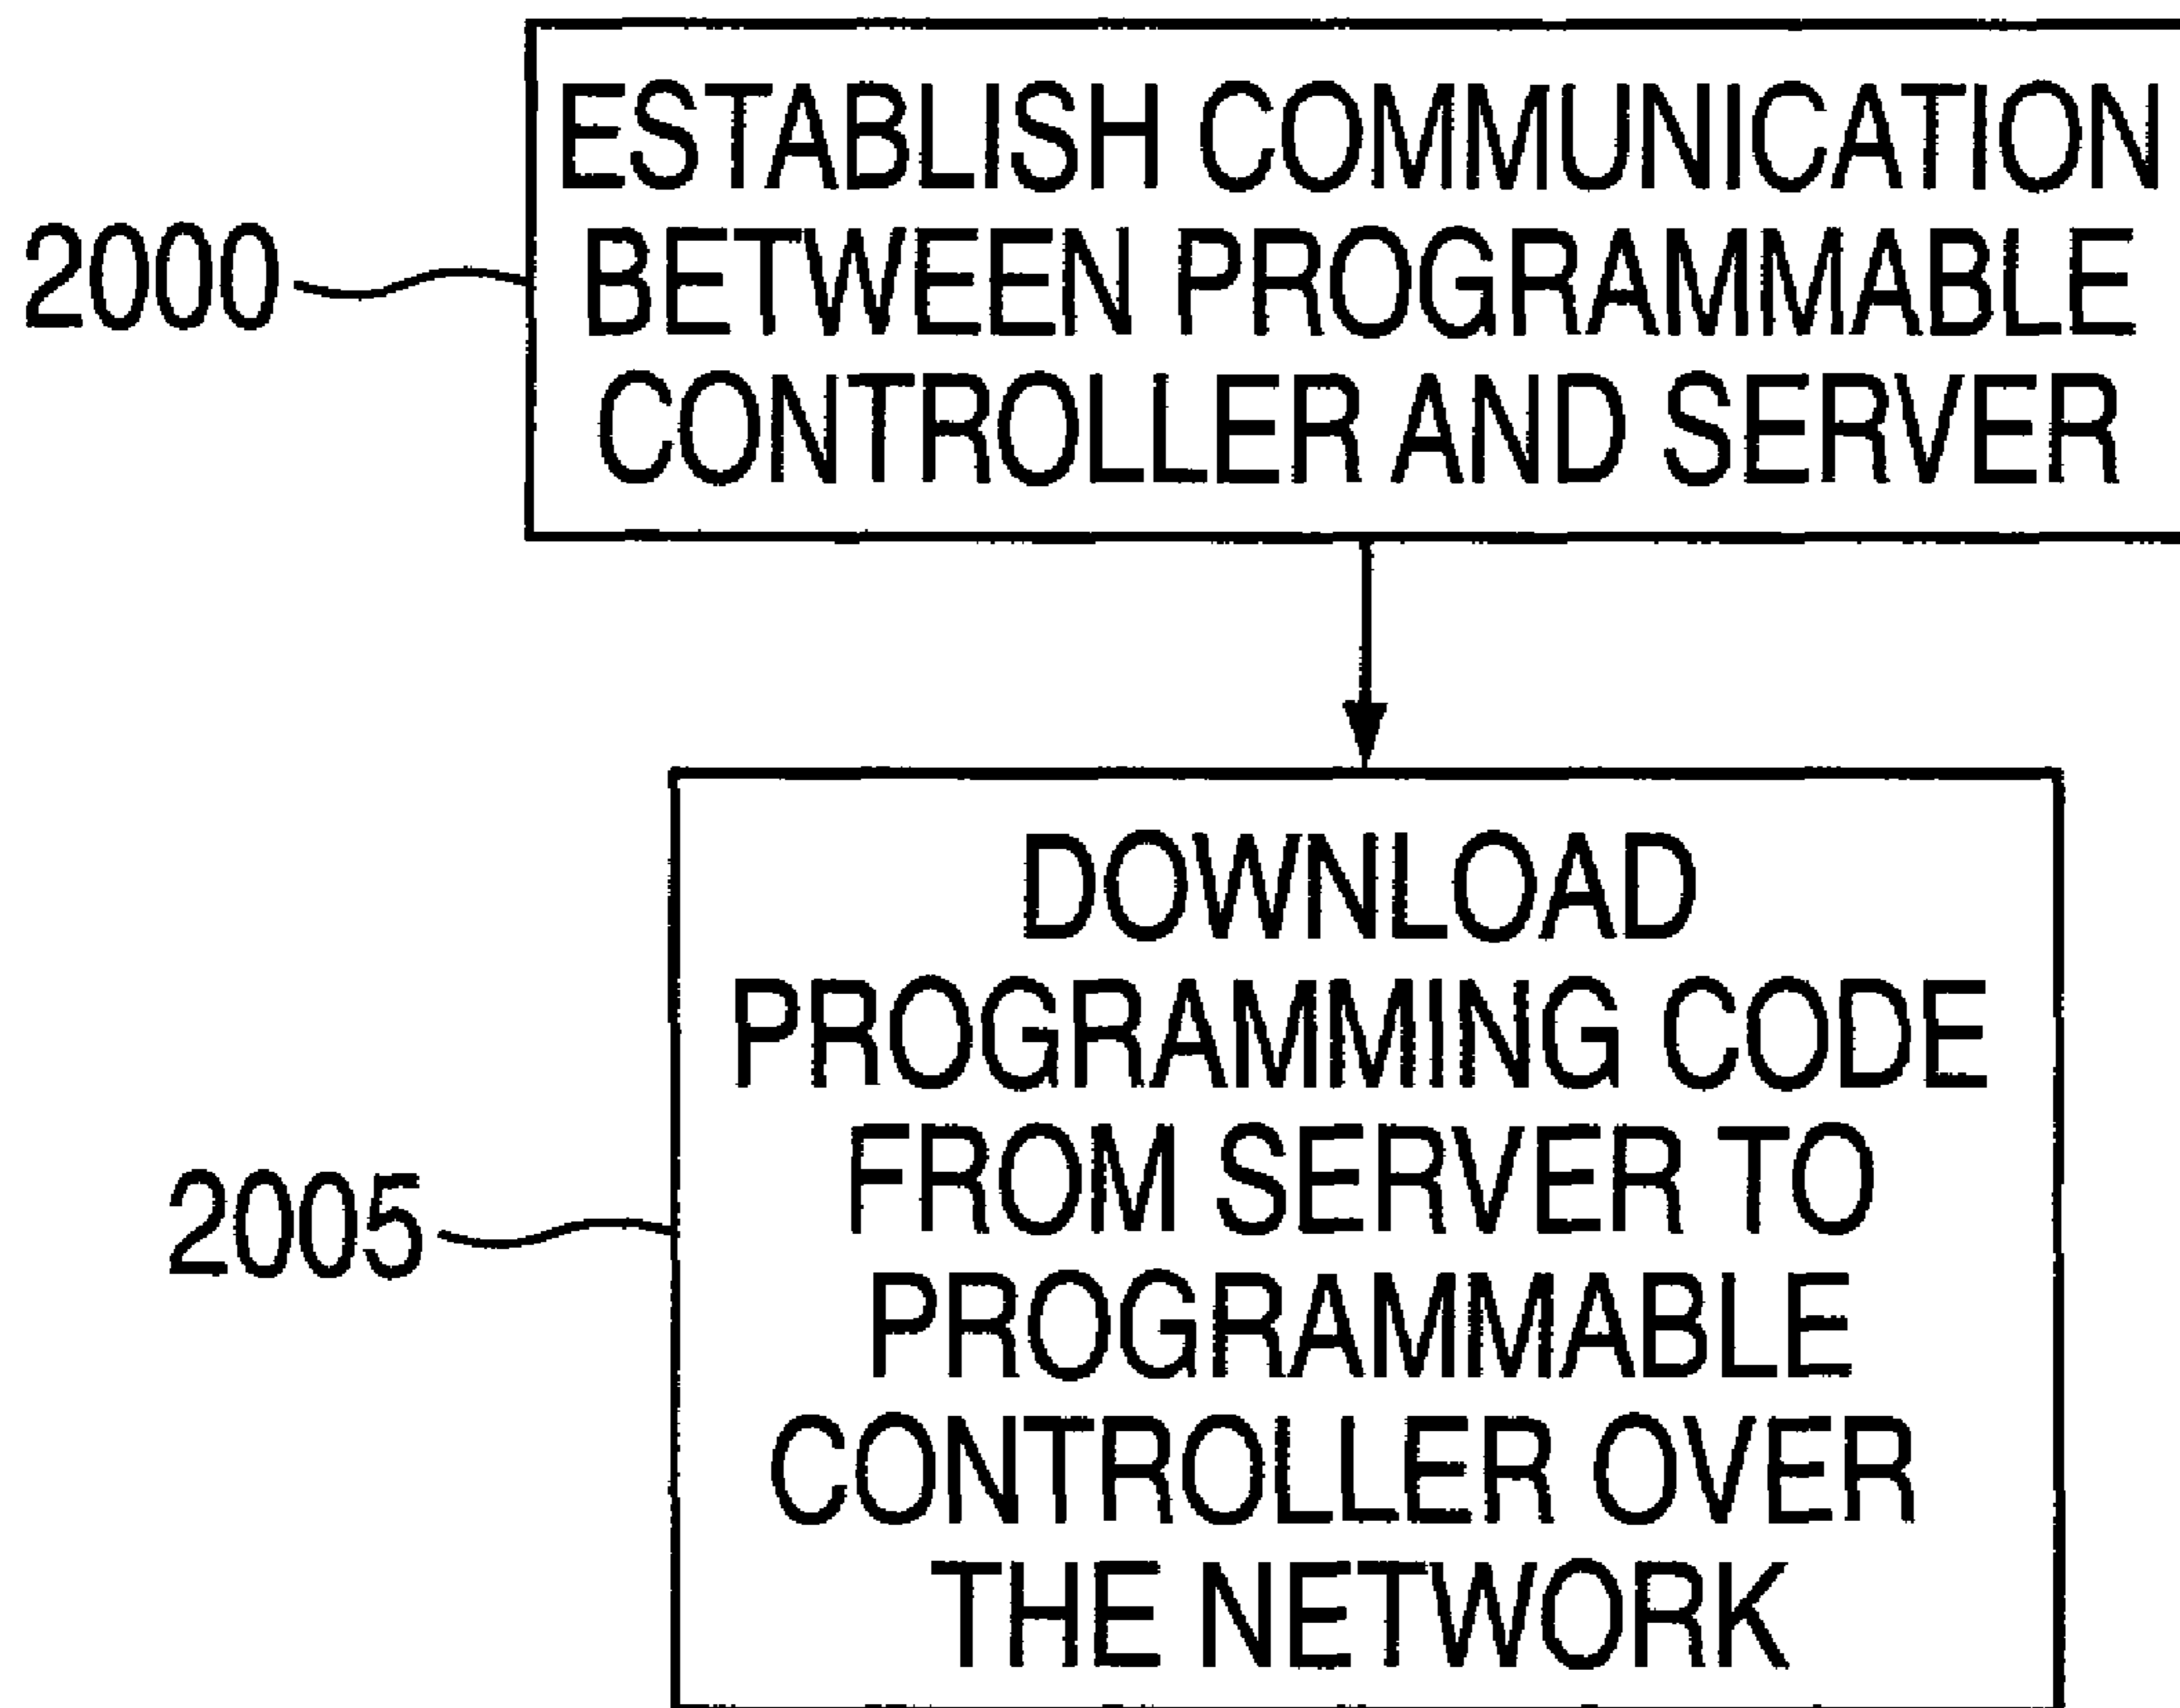 ESTABLISH COMMUNICATION
2000
BETWEEN PROGRAMMABLE
CONTROLLER AND SERVER
DOWNLOAD
PROGRAMMING CODE
FROM SERVER TO
2005
PROGRAMMABLE
CONTROLLER OVER
THE NETWORK